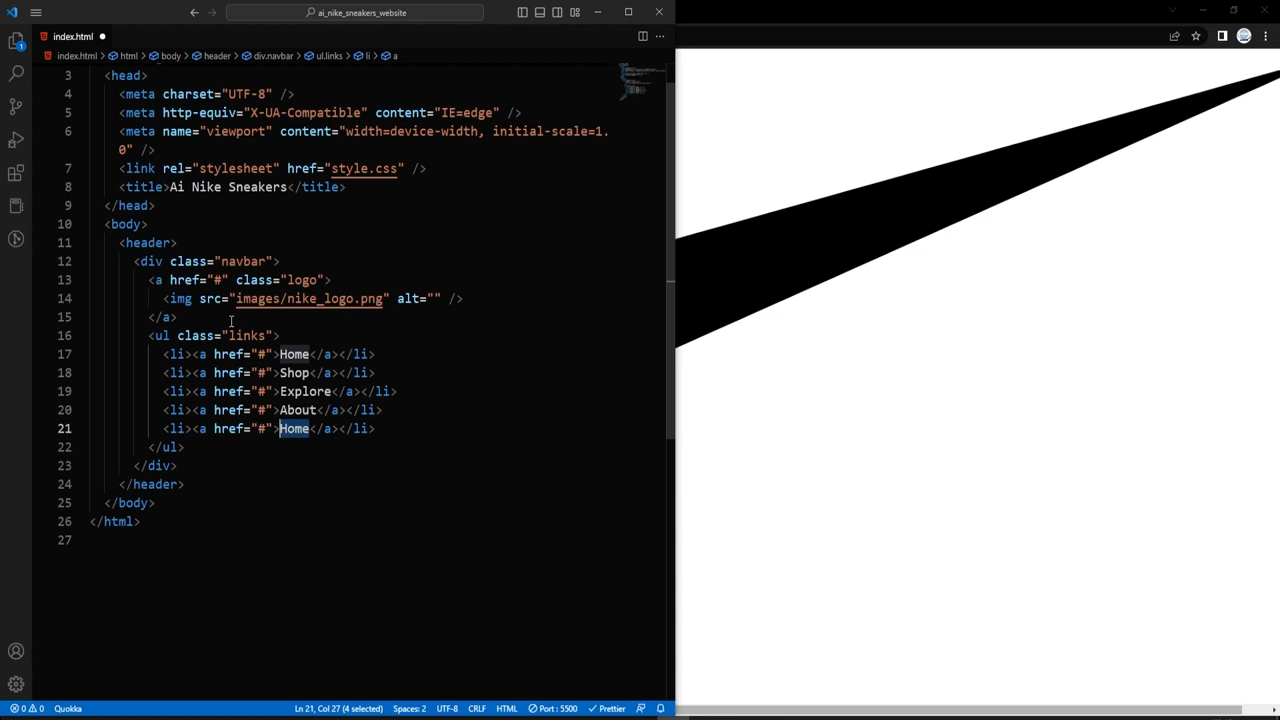 ai_nike_sneakers_website
index.html
index.html > html > body > header > div.navbar > ul.links > li > a
3 <head>
4 <meta charset="UTF-8" />
5 <meta http-equiv="X-UA-Compatible" content="IE=edge" />
6 <meta name="viewport" content="width=device-width, initial-scale=1.
0" />
7 <link rel="stylesheet" href="style.css" />
8 <title>Ai Nike Sneakers</title>
9 </head>
10 <body>
11 <header>
12 <div class="navbar">
13 <a href="#" class="logo">
14 <img src="images/nike_logo.png" alt="" />
15 </a>
16 <ul class="links">
17 <li><a href="#">Home</a></li>
18 <li><a href="#">Shop</a></li>
19 <li><a href="#">Explore</a></li>
20 <li><a href="#">About</a></li>
21 <li><a href="#">Home</a></li>
22 </ul>
23 </div>
24 </header>
25 </body>
26 </html>
27
1
0 0 Quokka Ln 21, Col 27 (4 selected) Spaces: 2 UTF-8 CRLF HTML Port : 5500 Prettier